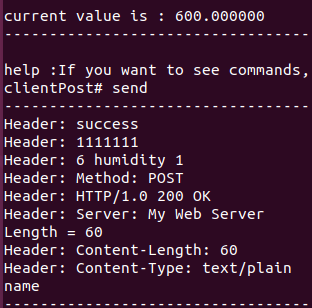 current value is : 600.000000
-----------------------------------
help :If you want to see commands,
clientPost# send
-----------------------------------
Header: success
Header: 1111111
Header: 6 humidity 1
Header: Method: POST
Header: HTTP/1.0 200 OK
Header: Server: My Web Server
Length = 60
Header: Content-Length: 60
Header: Content-Type: text/plain
name
-----------------------------------